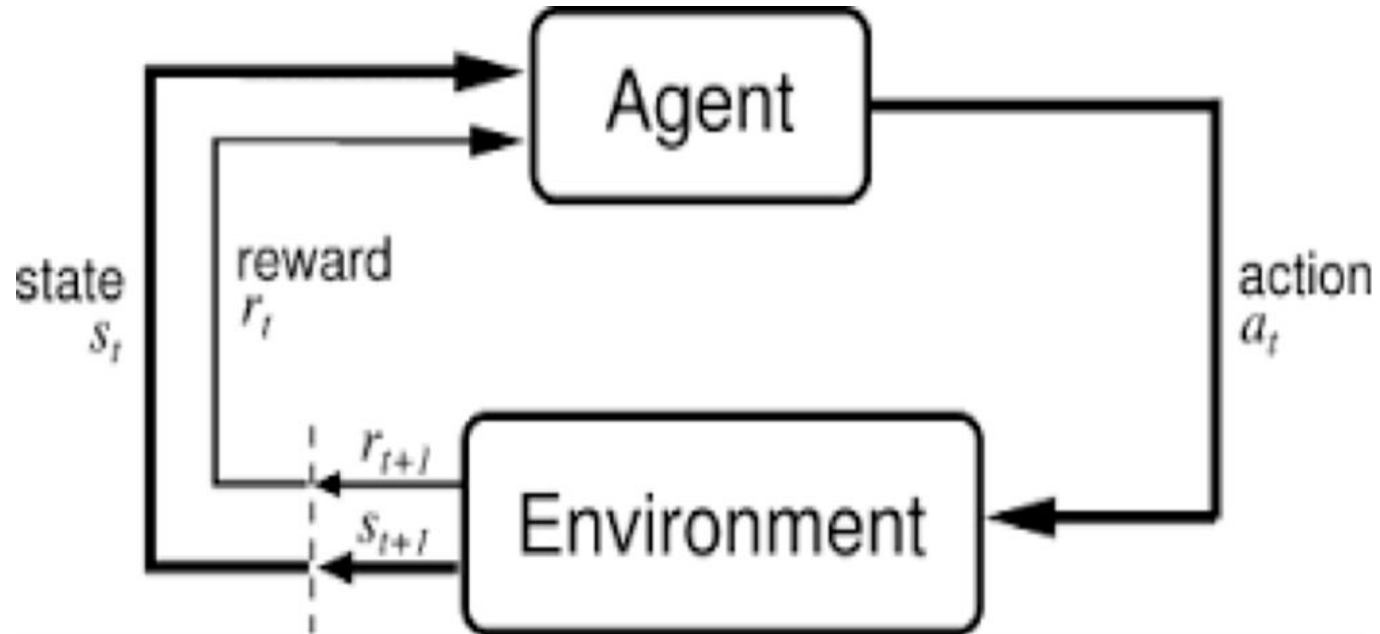 Agent
state
s_t
reward
r_t
action
a_t
r_{t+1}
s_{t+1}
Environment